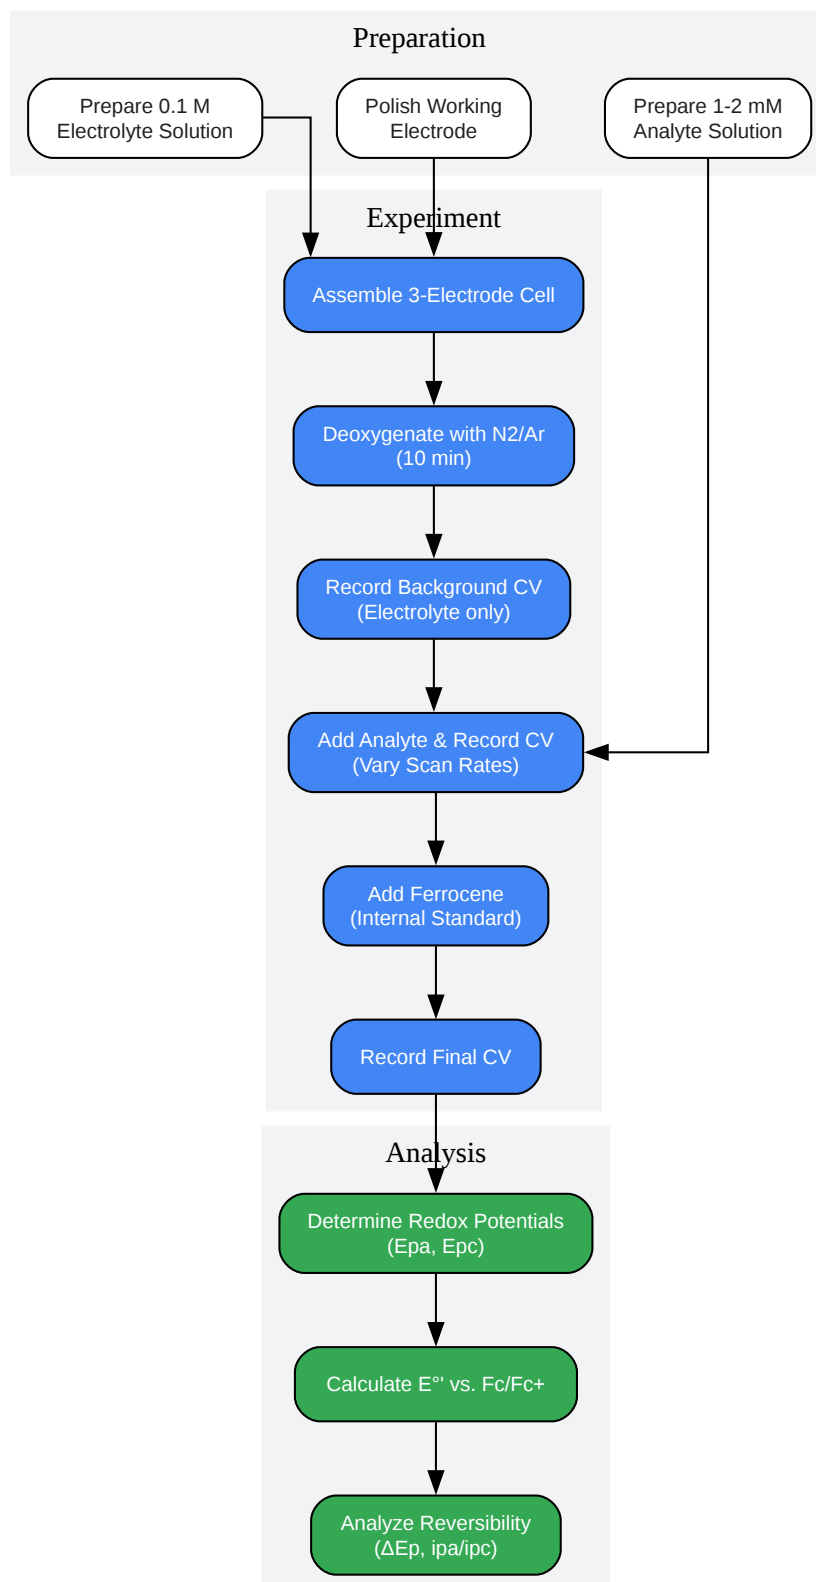 Preparation
Prepare 0.1 M
Electrolyte Solution
Polish Working
Electrode
Prepare 1-2 mM
Analyte Solution
Experiment
Assemble 3-Electrode Cell
Deoxygenate with N2/Ar
(10 min)
Record Background CV
(Electrolyte only)
Add Analyte & Record CV
(Vary Scan Rates)
Add Ferrocene
(Internal Standard)
Record Final CV
Analysis
Determine Redox Potentials
(Epa, Epc)
Calculate E°' vs. Fc/Fc+
Analyze Reversibility
(ΔEp, ipa/ipc)